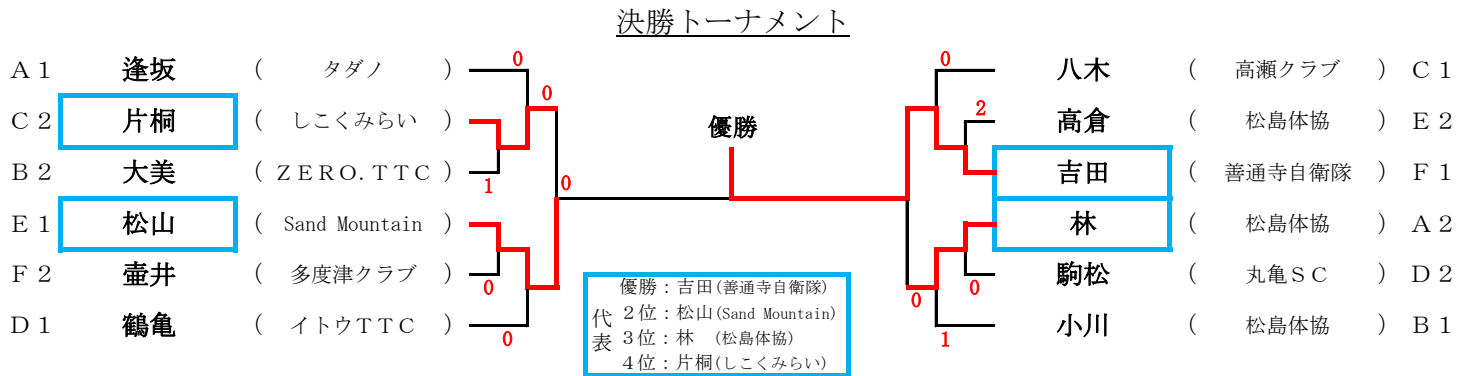 決勝トーナメント
A1 逢坂 ( タダノ ) 0 0 八木 ( 高瀬クラブ ) C1
C2 片桐 ( しこくみらい ) 0 優勝 2 高倉 ( 松島体協 ) E2
B2 大美 ( ZERO.TTC ) 1 0 吉田 ( 善通寺自衛隊 ) F1
E1 松山 ( Sand Mountain ) 林 ( 松島体協 ) A2
F2 壷井 ( 多度津クラブ ) 0 0 0 駒松 ( 丸亀SC ) D2
D1 鶴亀 ( イトウTTC ) 0 1 小川 ( 松島体協 ) B1
代表
優勝:吉田(善通寺自衛隊)
2位:松山(Sand Mountain)
3位:林 (松島体協)
4位:片桐(しこくみらい)